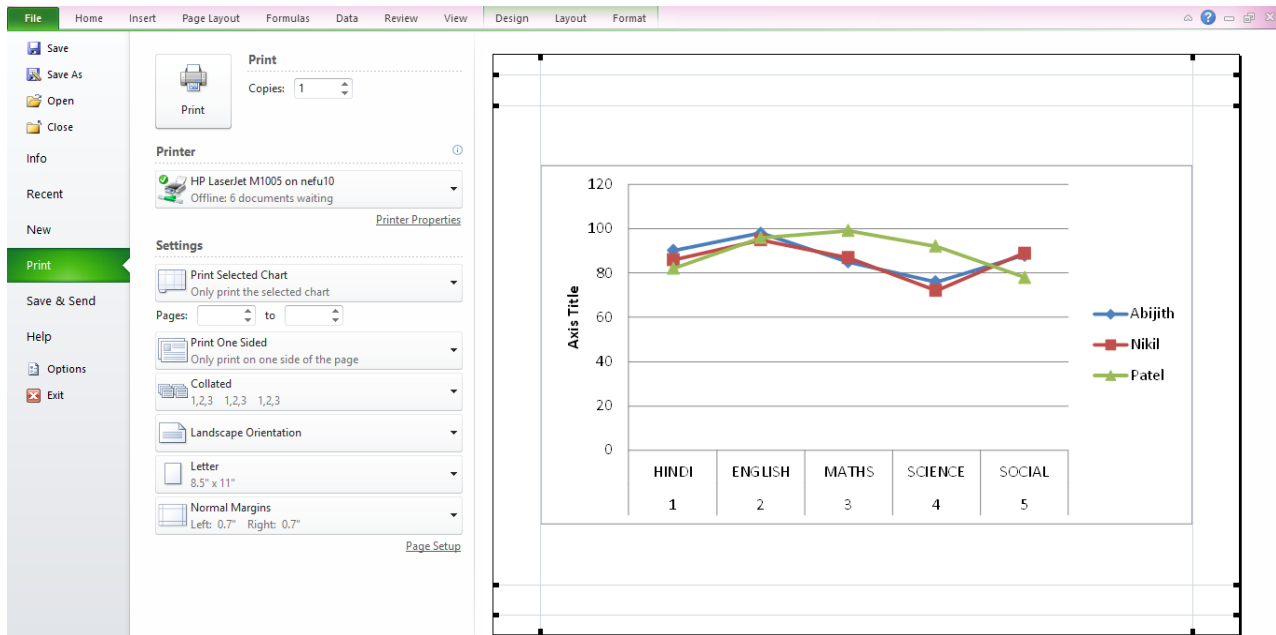 File Home Insert Page Layout Formulas Data Review View Design Layout Format
Save
Save As
Open
Close
Info
Recent
New
Print
Save & Send
Help
Options
Exit
Print
Print
Copies: 1
Printer
HP LaserJet M1005 on nefu10
Offline: 6 documents waiting
Printer Properties
Settings
Print Selected Chart
Only print the selected chart
Pages: to
Print One Sided
Only print on one side of the page
Collated
1,2,3 1,2,3 1,2,3
Landscape Orientation
Letter
8.5" x 11"
Normal Margins
Left: 0.7" Right: 0.7"
Page Setup
120
100
80
60
40
20
0
Axis Title
HINDI ENGLISH MATHS SCIENCE SOCIAL
1 2 3 4 5
Abijith
Nikil
Patel